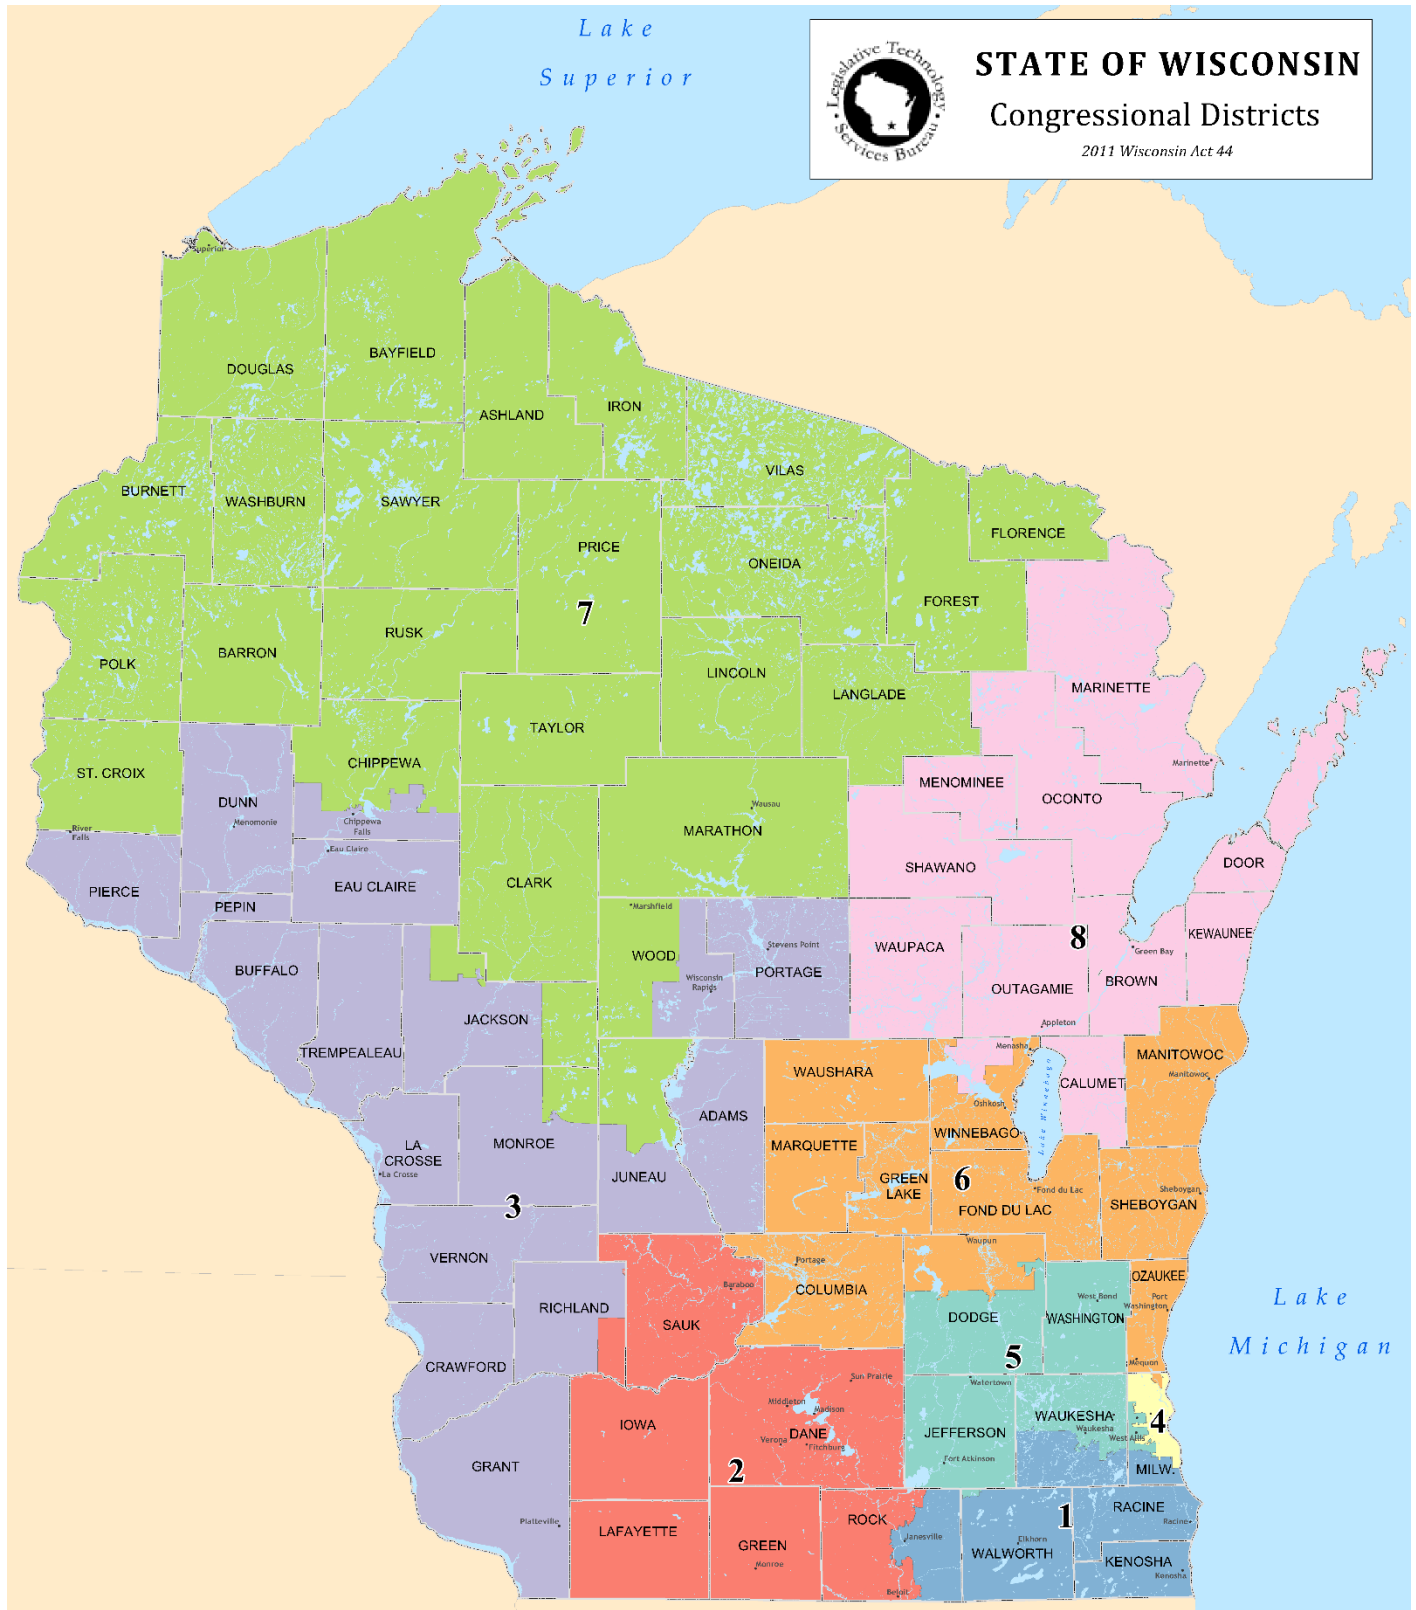 Lake
Superior
Legislative Technology
Services Bureau
STATE OF WISCONSIN
Congressional Districts
2011 Wisconsin Act 44
Superior
DOUGLAS
BAYFIELD
ASHLAND
IRON
VILAS
BURNETT
WASHBURN
SAWYER
PRICE
ONEIDA
FLORENCE
FOREST
7
POLK
BARRON
RUSK
LINCOLN
LANGLADE
MARINETTE
TAYLOR
ST. CROIX
CHIPPEWA
Marinette
MENOMINEE
OCONTO
DUNN
Menomonie
Chippewa
Falls
Wausau
MARATHON
River
Falls
Eau Claire
EAU CLAIRE
CLARK
SHAWANO
DOOR
PIERCE
PEPIN
Marshfield
WOOD
Stevens Point
PORTAGE
WAUPACA
8
KEWAUNEE
Green Bay
BROWN
BUFFALO
Wisconsin
Rapids
OUTAGAMIE
Appleton
JACKSON
TREMPEALEAU
Menasha
MANITOWOC
Manitowoc
WAUSHARA
CALUMET
Lake Winnebago
Oshkosh
WINNEBAGO
ADAMS
MONROE
LA
CROSSE
La Crosse
JUNEAU
MARQUETTE
GREEN
LAKE
6
Fond du Lac
FOND DU LAC
Sheboygan
SHEBOYGAN
3
VERNON
Waupun
Portage
COLUMBIA
Baraboo
SAUK
RICHLAND
OZAUKEE
Port
Washington
West Bend
WASHINGTON
DODGE
5
Mequon
Lake
Michigan
CRAWFORD
Sun Prairie
Watertown
Middleton
Madison
DANE
Verona
Fitchburg
IOWA
JEFFERSON
Fort Atkinson
WAUKESHA
Waukesha
West Allis
4
MILW.
GRANT
2
Platteville
LAFAYETTE
GREEN
Monroe
ROCK
Janesville
Beloit
1
Elkhorn
WALWORTH
RACINE
Racine
KENOSHA
Kenosha